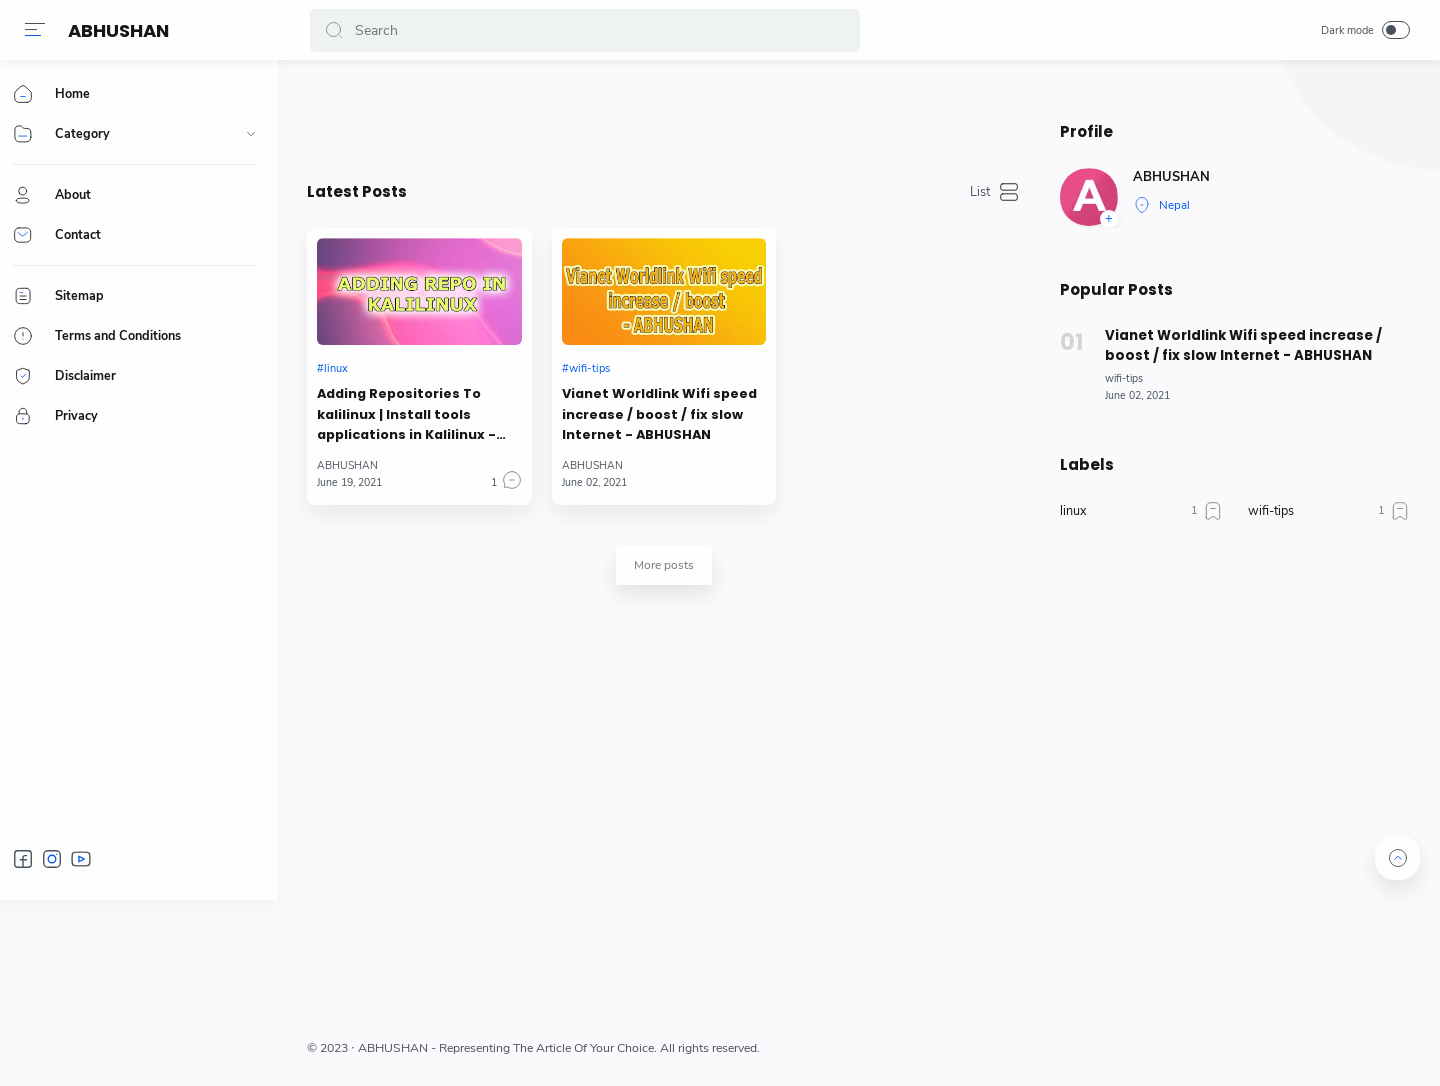 ABHUSHAN
Search
Dark mode
Home
Category
About
Contact
Sitemap
Terms and Conditions
Disclaimer
Privacy
Latest Posts
List
ADDING REPO IN
KALILINUX
#linux
Adding Repositories To
kalilinux | Install tools
applications in Kalilinux -...
ABHUSHAN
June 19, 2021
1
Vianet Worldlink Wifi speed
increase / boost
- ABHUSHAN
#wifi-tips
Vianet Worldlink Wifi speed
increase / boost / fix slow
Internet - ABHUSHAN
ABHUSHAN
June 02, 2021
More posts
Profile
A
+
ABHUSHAN
Nepal
Popular Posts
01
Vianet Worldlink Wifi speed increase /
boost / fix slow Internet - ABHUSHAN
wifi-tips
June 02, 2021
Labels
linux 1
wifi-tips 1
© 2023 · ABHUSHAN - Representing The Article Of Your Choice. All rights reserved.